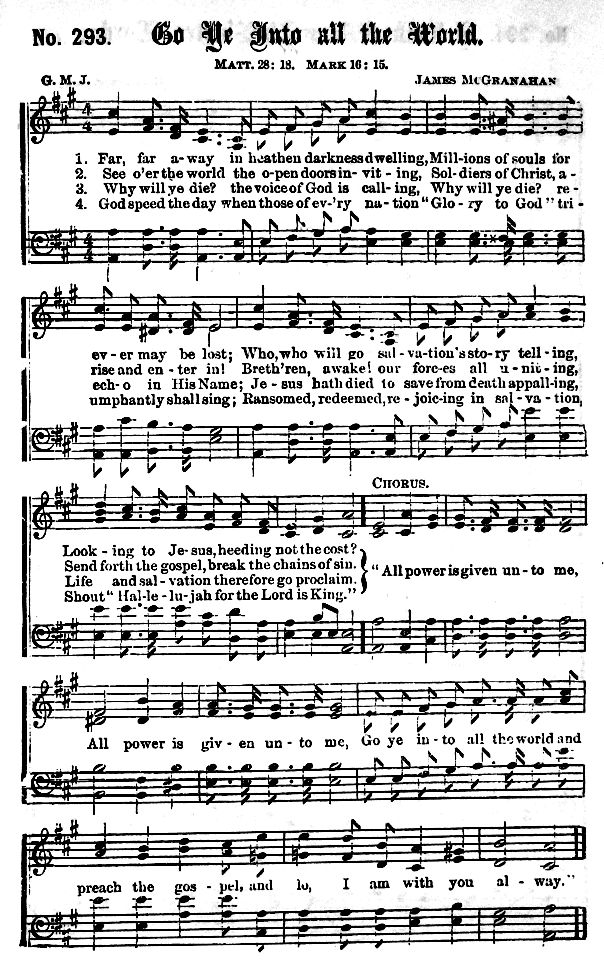 No. 293. Go Ye Into all the World.
MATT. 28: 18. MARK 16: 15.
G. M. J. JAMES MCGRANAHAN
1. Far, far a-way in heathen darkness dwelling, Mill-ions of souls for
2. See o'er the world the o-pen doors in-vit-ing, Sol-diers of Christ, a-
3. Why will ye die? the voice of God is call-ing, Why will ye die? re-
4. God speed the day when those of ev-'ry na-tion "Glo-ry to God" tri-
ev-er may be lost; Who, who will go sal-va-tion's sto-ry tell-ing,
rise and en-ter in! Breth'ren, awake! our forc-es all u-nit-ing,
ech-o in His Name; Je-sus hath died to save from death appall-ing,
umphantly shall sing; Ransomed, redeemed, re-joic-ing in sal-va-tion,
CHORUS.
Look-ing to Je-sus, heeding not the cost?
Send forth the gospel, break the chains of sin.
Life and sal-vation therefore go proclaim.
Shout "Hal-le-lu-jah for the Lord is King."
"All power is given un-to me,
All power is giv-en un-to me, Go ye in-to all the world and
preach the gos-pel, and lo, I am with you al-way."